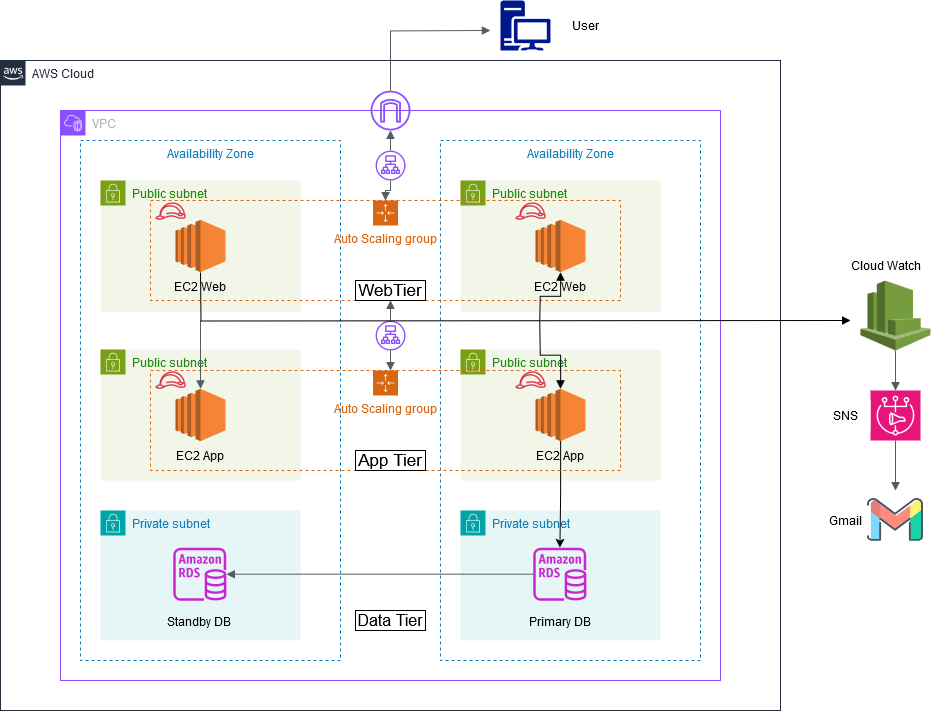 User
aws
AWS Cloud
VPC
Availability Zone
Availability Zone
Public subnet
Public subnet
Auto Scaling group
EC2 Web
EC2 Web
WebTier
Cloud Watch
Public subnet
Public subnet
Auto Scaling group
SNS
EC2 App
EC2 App
App Tier
Private subnet
Private subnet
Gmail
Amazon
RDS
Amazon
RDS
Standby DB
Data Tier
Primary DB